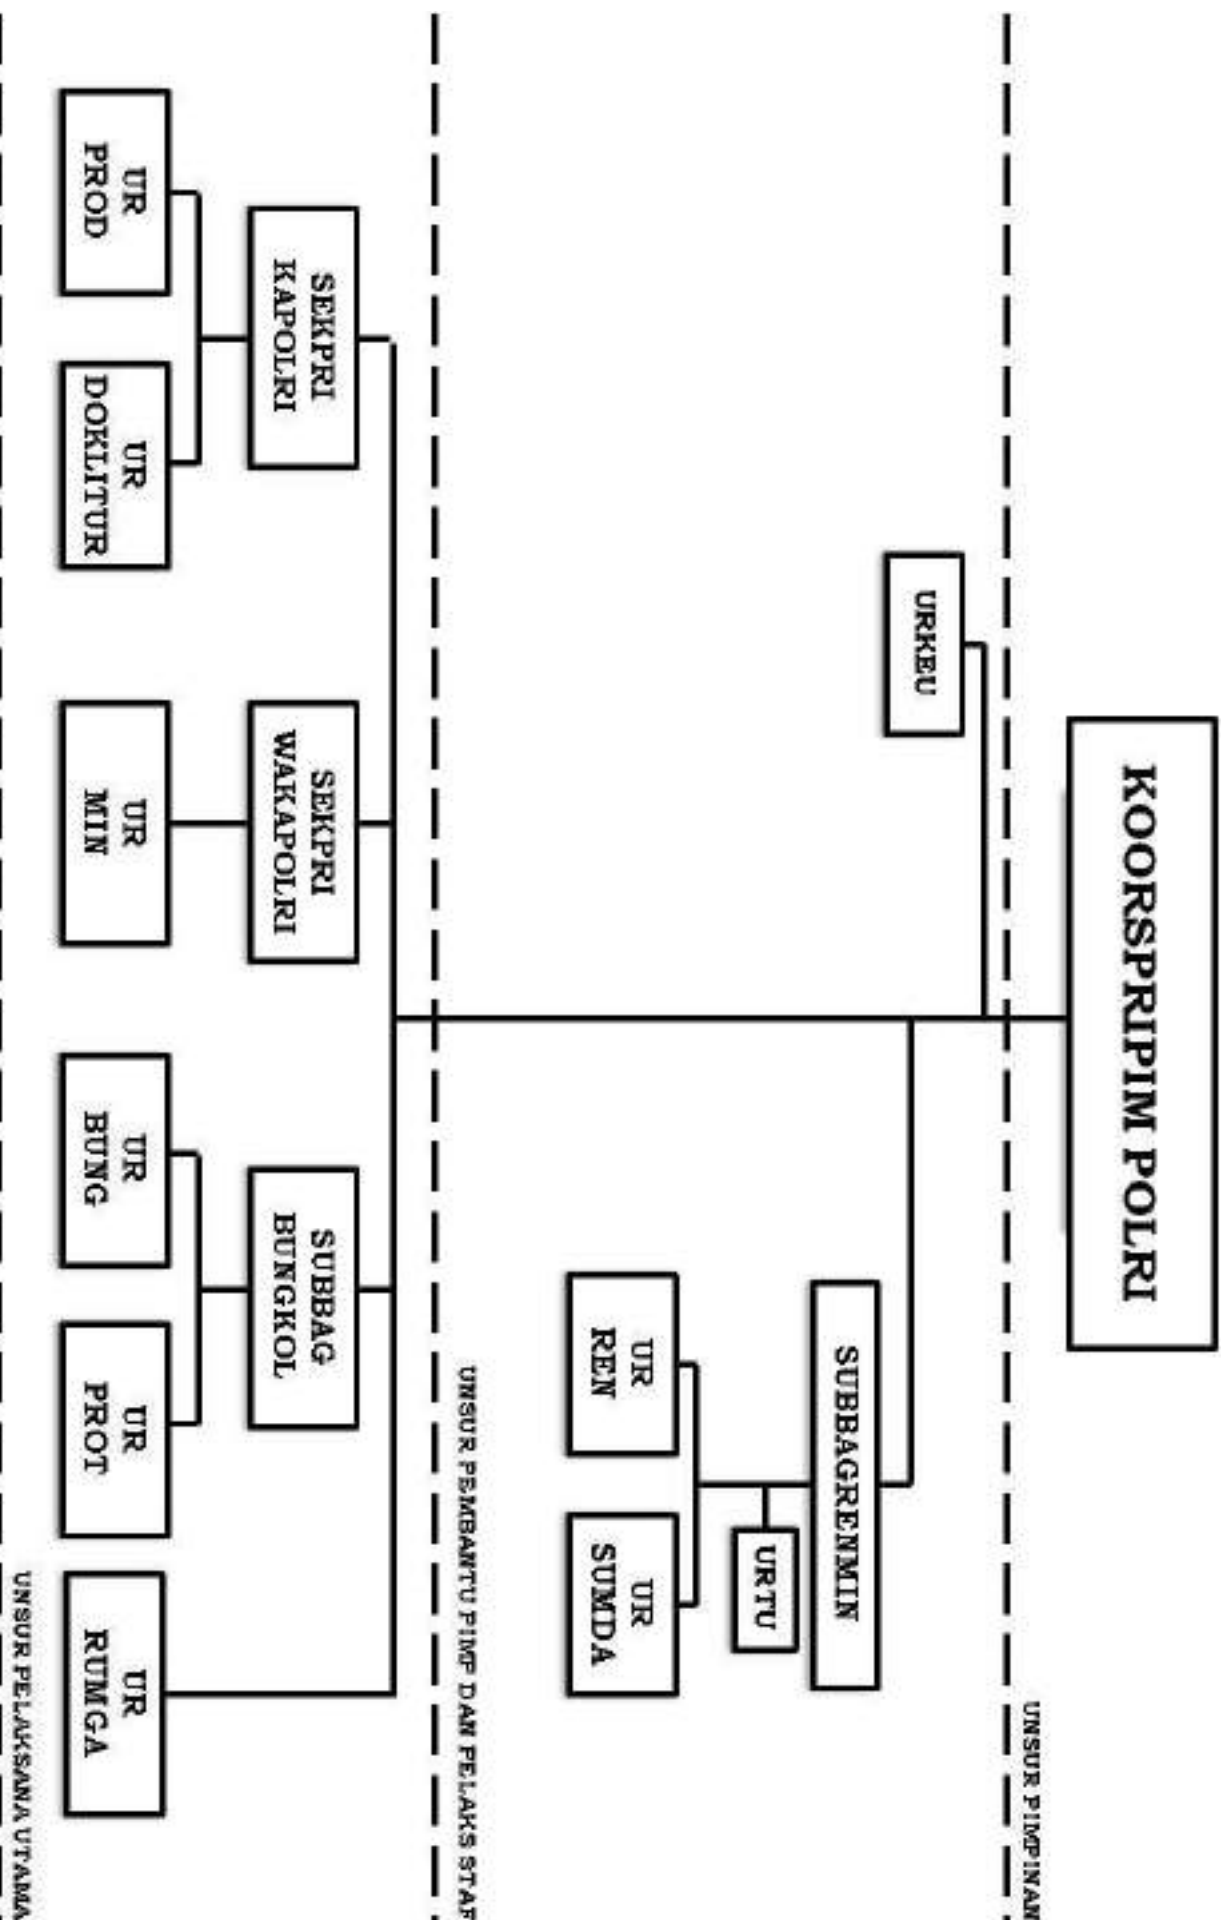 KOORSPRIPIM POLRI
UNSUR PIMPINAN
URKEU
SUBBAGRENMIN
URTU
UR
REN
UR
SUMDA
UNSUR PEMBANTU PIMP DAN PELAKS STAF
SEKPRI
KAPOLRI
SEKPRI
WAKAPOLRI
SUBBAG
BUNGKOL
UR
PROD
UR
DOKLITUR
UR
MIN
UR
BUNG
UR
PROT
UR
RUMGA
UNSUR PELAKSANA UTAMA